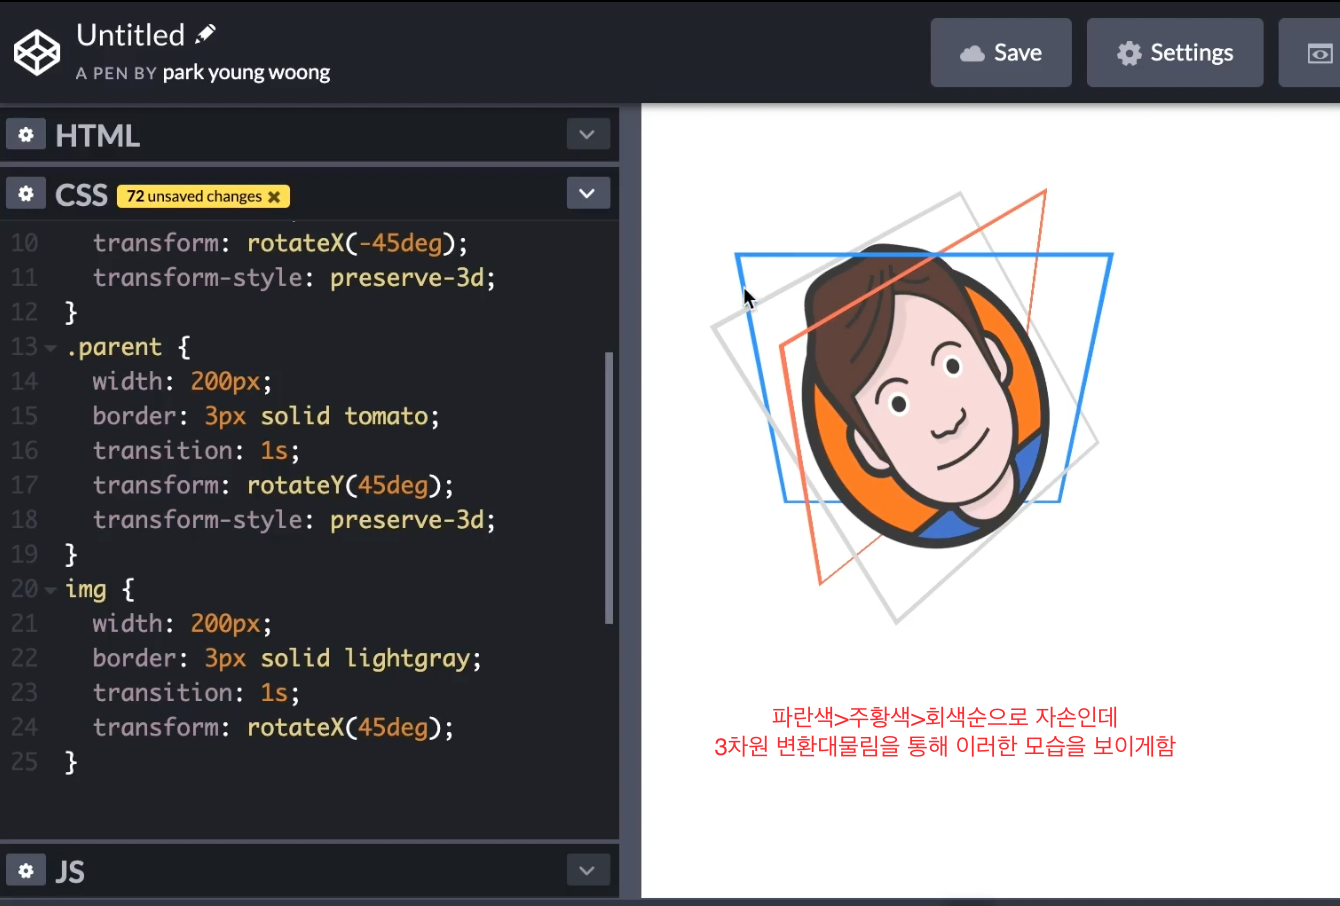 Untitled
A PEN BY park young woong
Save
Settings
HTML
CSS 72 unsaved changes
10 transform: rotateX(-45deg);
11 transform-style: preserve-3d;
12 }
13 .parent {
14 width: 200px;
15 border: 3px solid tomato;
16 transition: 1s;
17 transform: rotateY(45deg);
18 transform-style: preserve-3d;
19 }
20 img {
21 width: 200px;
22 border: 3px solid lightgray;
23 transition: 1s;
24 transform: rotateX(45deg);
25 }
파란색>주황색>회색순으로 자손인데
3차원 변환대물림을 통해 이러한 모습을 보이게함
JS